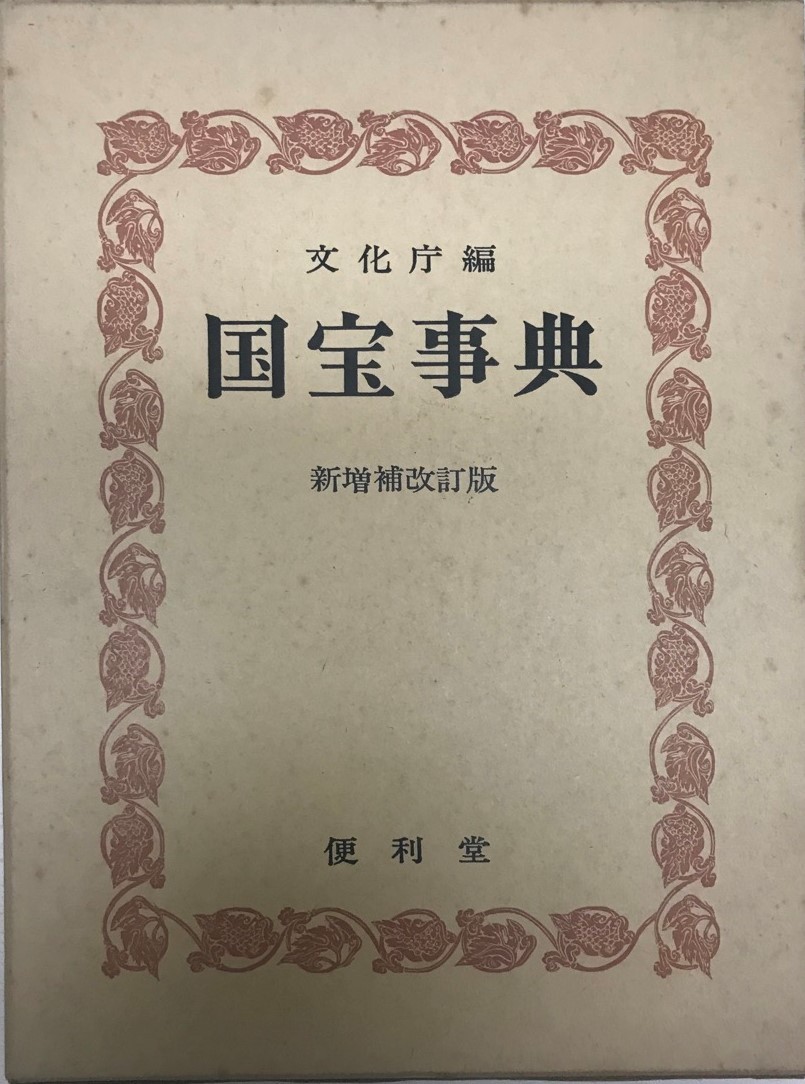 文化庁編
国宝事典
新増補改訂版
便利堂